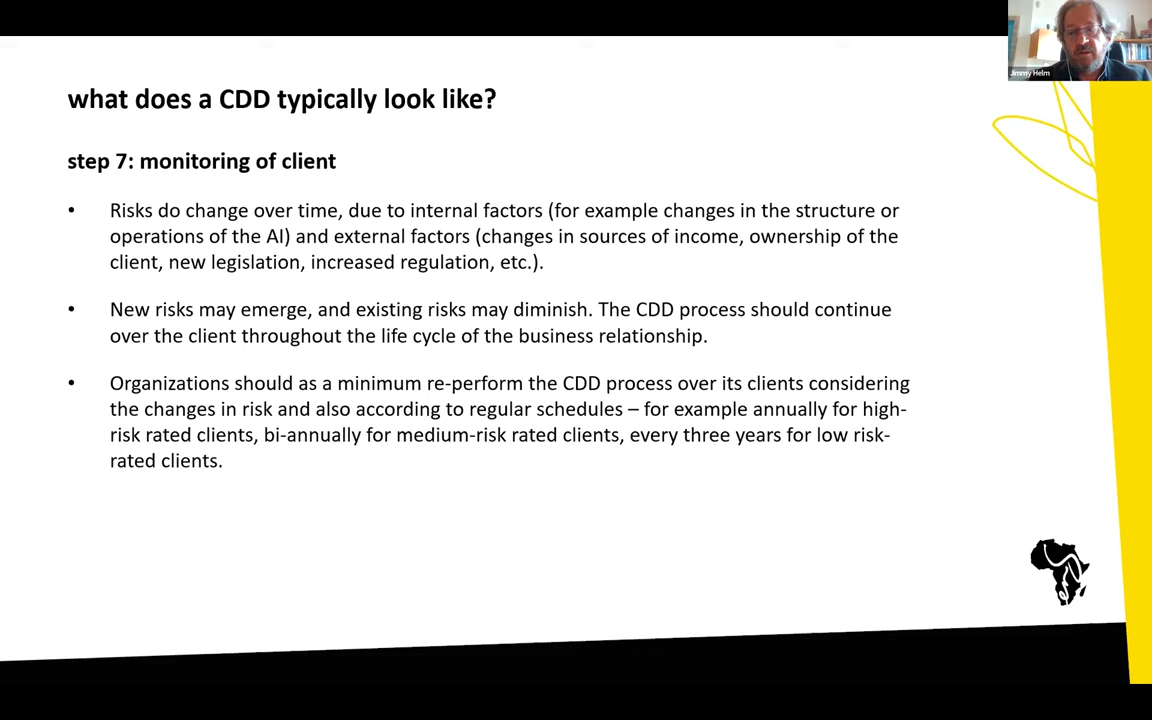 Jimmy Helm
what does a CDD typically look like?
step 7: monitoring of client
• Risks do change over time, due to internal factors (for example changes in the structure or
operations of the AI) and external factors (changes in sources of income, ownership of the
client, new legislation, increased regulation, etc.).
• New risks may emerge, and existing risks may diminish. The CDD process should continue
over the client throughout the life cycle of the business relationship.
• Organizations should as a minimum re-perform the CDD process over its clients considering
the changes in risk and also according to regular schedules – for example annually for high-
risk rated clients, bi-annually for medium-risk rated clients, every three years for low risk-
rated clients.